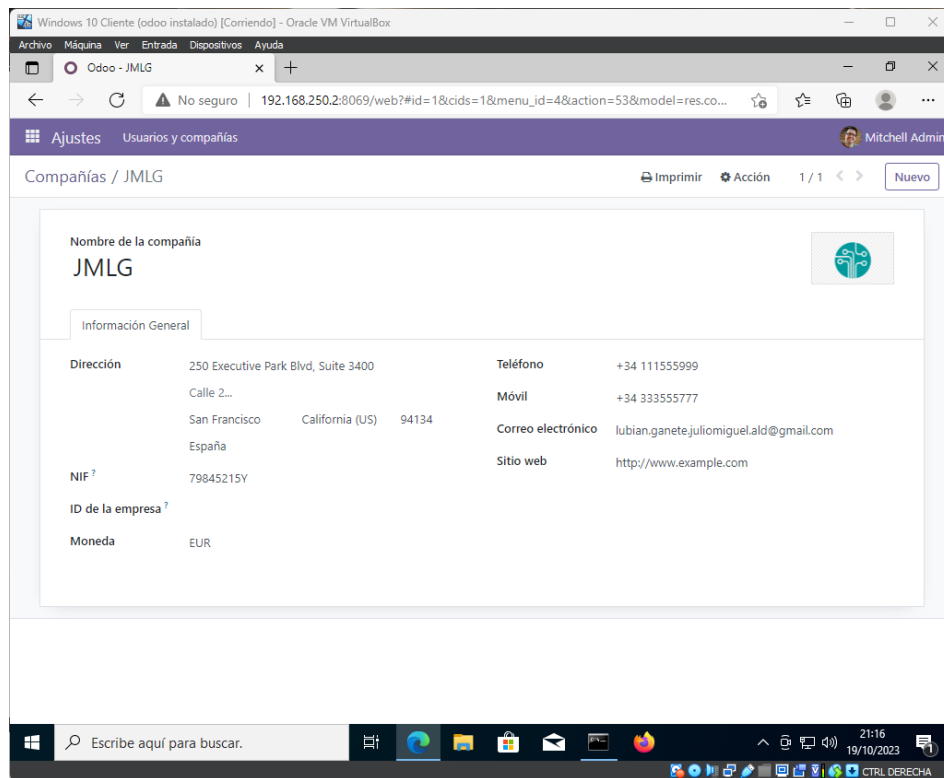 Windows 10 Cliente (odoo instalado) [Corriendo] - Oracle VM VirtualBox
Archivo Máquina Ver Entrada Dispositivos Ayuda
Odoo - JMLG
No seguro 192.168.250.2:8069/web?#id=1&cids=1&menu_id=4&action=53&model=res.co...
Ajustes Usuarios y compañías Mitchell Admin
Compañías / JMLG Imprimir Acción 1 / 1 Nuevo
Nombre de la compañía
JMLG
Información General
Dirección 250 Executive Park Blvd, Suite 3400
Calle 2...
San Francisco California (US) 94134
España
NIF ? 79845215Y
ID de la empresa ?
Moneda EUR
Teléfono +34 111555999
Móvil +34 333555777
Correo electrónico lubian.ganete.juliomiguel.ald@gmail.com
Sitio web http://www.example.com
Escribe aquí para buscar. 21:16
19/10/2023 1
CTRL DERECHA